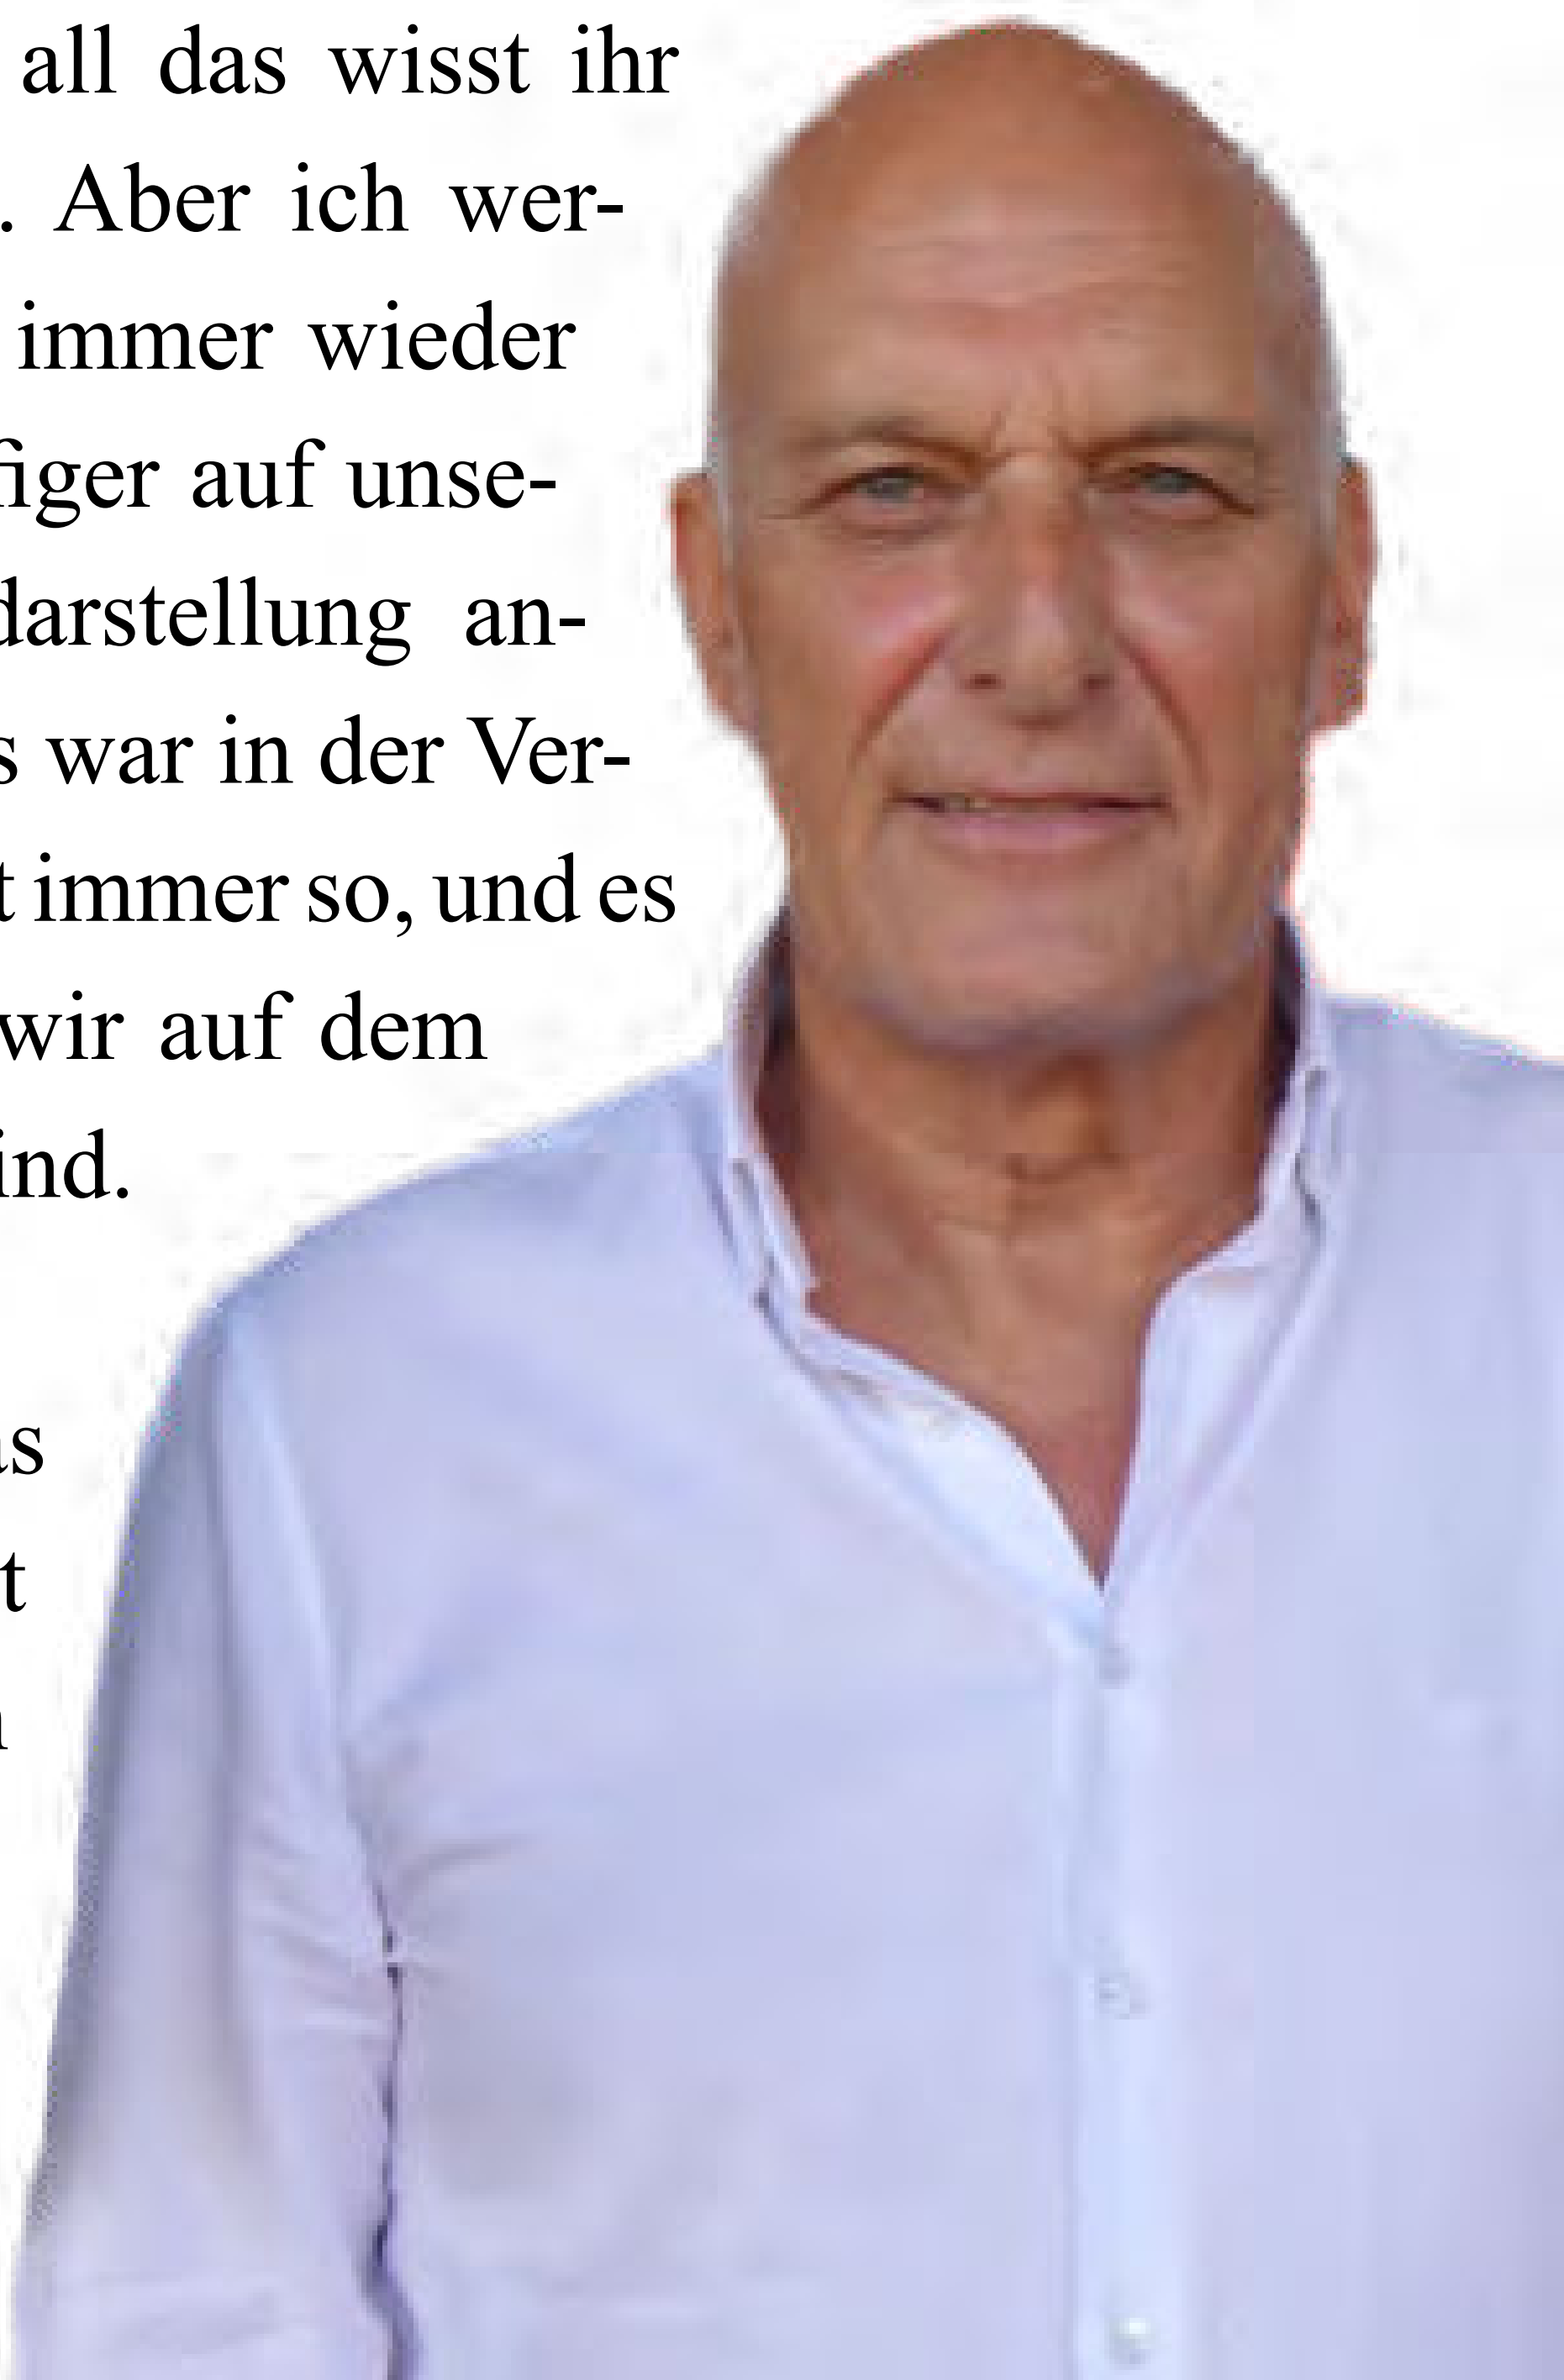 all das wisst ihr
. Aber ich wer-
immer wieder
figer auf unse-
darstellung an-
s war in der Ver-
t immer so, und es
wir auf dem
ind.
as
t